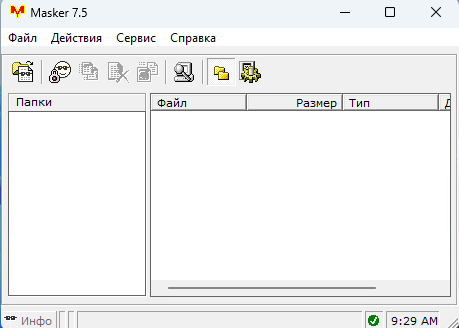 Masker 7.5
Файл Действия Сервис Справка
Папки
Файл Размер Тип
Инфо 9:29 AM